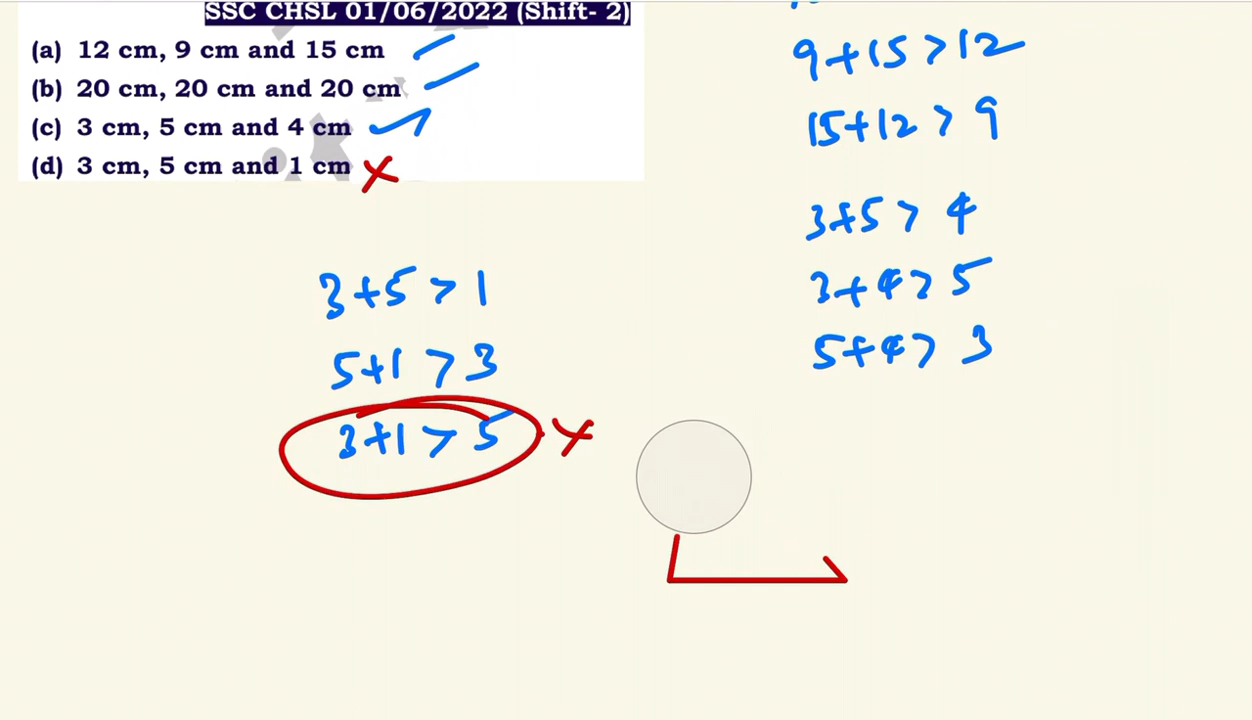 SSC CHSL 01/06/2022 (Shift- 2)
(a) 12 cm, 9 cm and 15 cm
(b) 20 cm, 20 cm and 20 cm
(c) 3 cm, 5 cm and 4 cm
(d) 3 cm, 5 cm and 1 cm
3+5 > 1
5+1 > 3
3+1 > 5
9+15 > 12
15+12 > 9
3+5 > 4
3+4 > 5
5+4 > 3